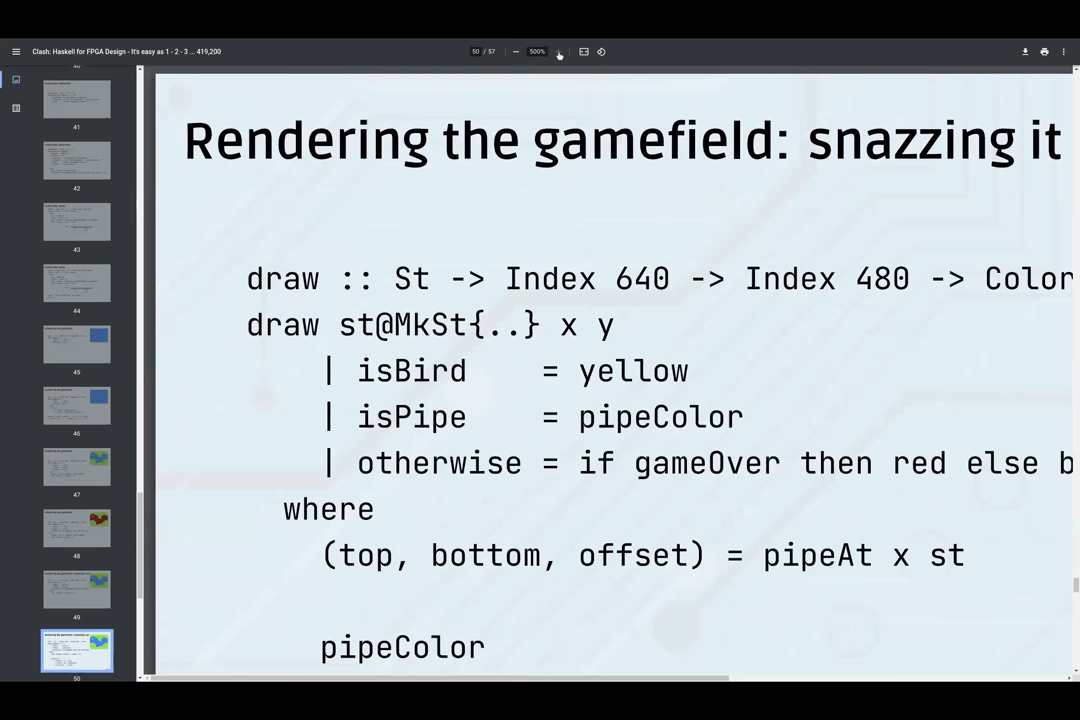 Clash: Haskell for FPGA Design - It's easy as 1 - 2 - 3 ... 419,200
50 / 57
500%
Rendering the gamefield: snazzing it
draw :: St -> Index 640 -> Index 480 -> Color
draw st@MkSt{..} x y
| isBird = yellow
| isPipe = pipeColor
| otherwise = if gameOver then red else b
where
(top, bottom, offset) = pipeAt x st
pipeColor
41
42
43
44
45
46
47
48
49
50